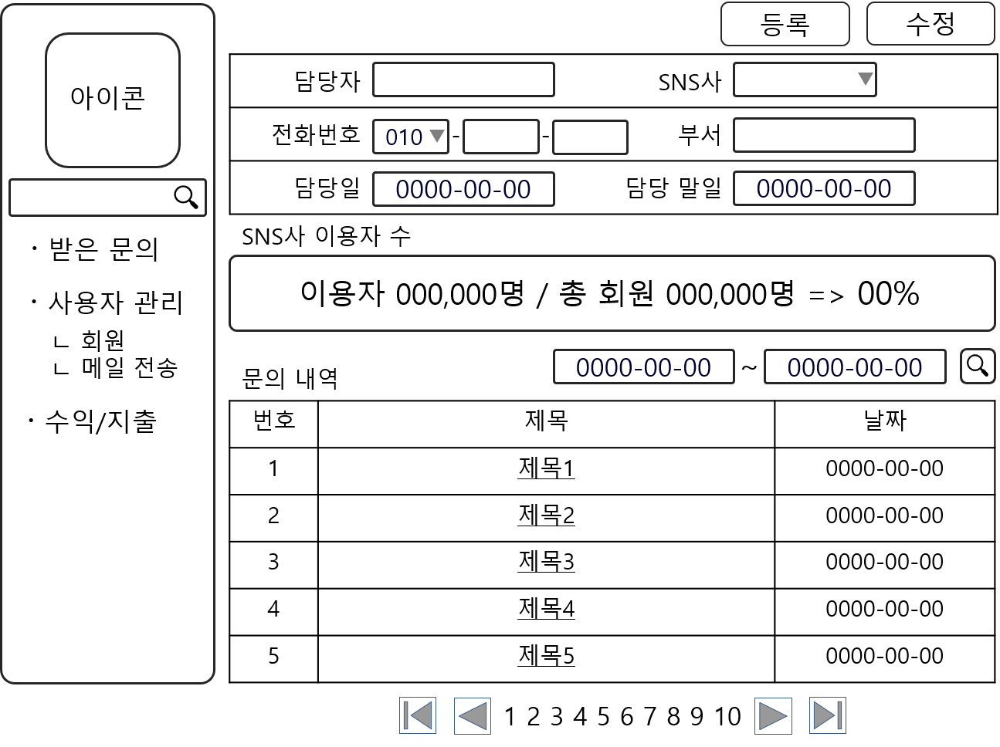 등록 수정
아이콘
담당자 SNS사
전화번호 010 - - 부서
담당일 0000-00-00 담당 말일 0000-00-00
· 받은 문의
· 사용자 관리
ㄴ 회원
ㄴ 메일 전송
· 수익/지출
SNS사 이용자 수
이용자 000,000명 / 총 회원 000,000명 => 00%
문의 내역 0000-00-00 ~ 0000-00-00
번호 제목 날짜
1 제목1 0000-00-00
2 제목2 0000-00-00
3 제목3 0000-00-00
4 제목4 0000-00-00
5 제목5 0000-00-00
1 2 3 4 5 6 7 8 9 10